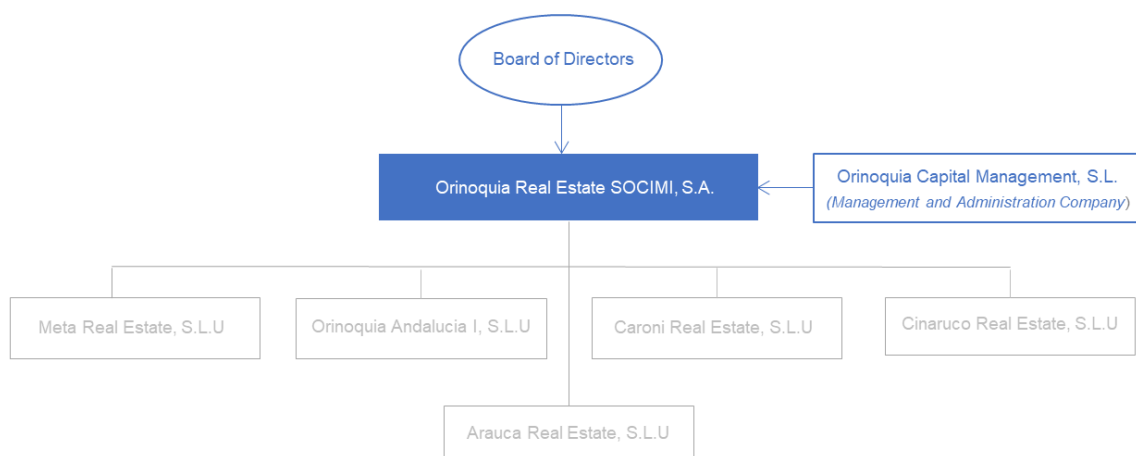 Board of Directors
Orinoquia Real Estate SOCIMI, S.A.
Orinoquia Capital Management, S.L.
(Management and Administration Company)
Meta Real Estate, S.L.U
Orinoquia Andalucia I, S.L.U
Caroni Real Estate, S.L.U
Cinaruco Real Estate, S.L.U
Arauca Real Estate, S.L.U